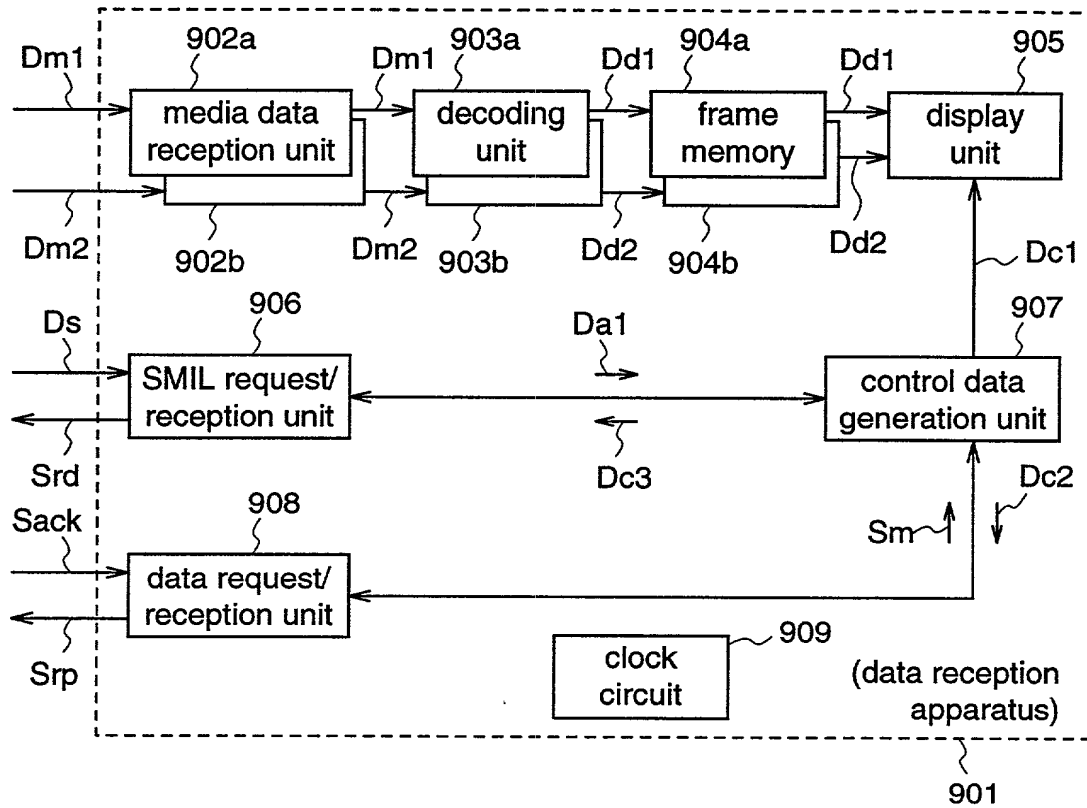 902a
903a
904a
905
Dm1
Dm1
Dd1
Dd1
media data
reception unit
decoding
unit
frame
memory
display
unit
Dm2
902b
Dm2
903b
Dd2
904b
Dd2
Dc1
Ds
906
Da1
907
SMIL request/
reception unit
control data
generation unit
Srd
Dc3
Dc2
Sack
908
Sm
data request/
reception unit
Srp
909
clock
circuit
(data reception
apparatus)
901